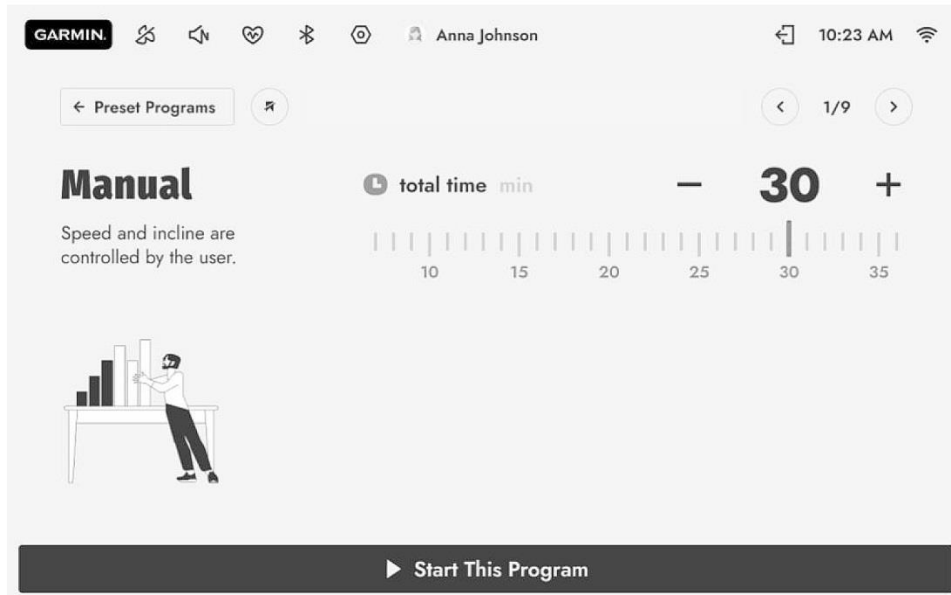 GARMIN.
Anna Johnson
10:23 AM
Preset Programs
1/9
Manual
total time min
30
Speed and incline are
controlled by the user.
10 15 20 25 30 35
Start This Program